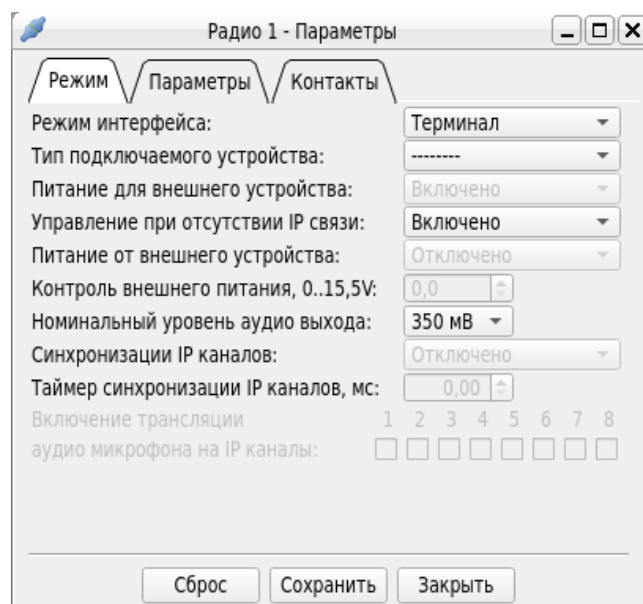 Радио 1 - Параметры
Режим Параметры Контакты
Режим интерфейса: Терминал
Тип подключаемого устройства: --------
Питание для внешнего устройства: Включено
Управление при отсутствии IP связи: Включено
Питание от внешнего устройства: Отключено
Контроль внешнего питания, 0..15,5V: 0,0
Номинальный уровень аудио выхода: 350 мВ
Синхронизации IP каналов: Отключено
Таймер синхронизации IP каналов, мс: 0,00
Включение трансляции 1 2 3 4 5 6 7 8
аудио микрофона на IP каналы:
Сброс Сохранить Закрыть